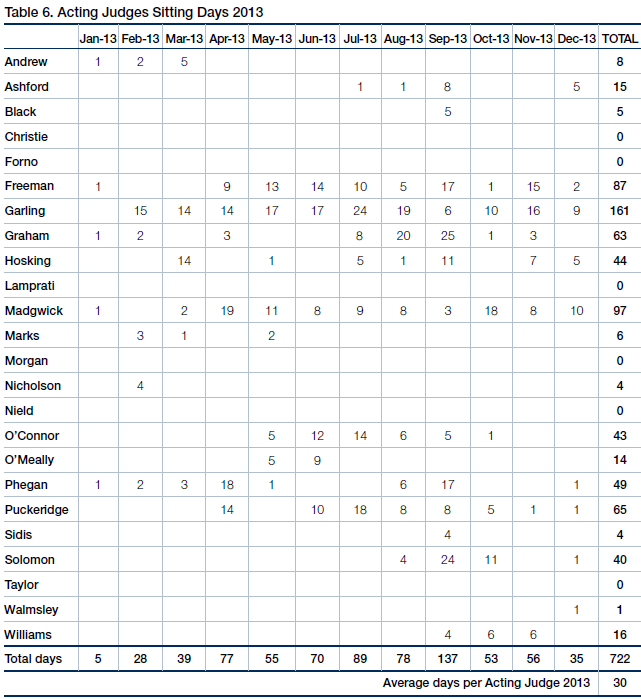 Table 6. Acting Judges Sitting Days 2013
Jan-13 Feb-13 Mar-13 Apr-13 May-13 Jun-13 Jul-13 Aug-13 Sep-13 Oct-13 Nov-13 Dec-13 TOTAL
Andrew 1 2 5 8
Ashford 1 1 8 5 15
Black 5 5
Christie 0
Forno 0
Freeman 1 9 13 14 10 5 17 1 15 2 87
Garling 15 14 14 17 17 24 19 6 10 16 9 161
Graham 1 2 3 8 20 25 1 3 63
Hosking 14 1 5 1 11 7 5 44
Lamprati 0
Madgwick 1 2 19 11 8 9 8 3 18 8 10 97
Marks 3 1 2 6
Morgan 0
Nicholson 4 4
Nield 0
O’Connor 5 12 14 6 5 1 43
O’Meally 5 9 14
Phegan 1 2 3 18 1 6 17 1 49
Puckeridge 14 10 18 8 8 5 1 1 65
Sidis 4 4
Solomon 4 24 11 1 40
Taylor 0
Walmsley 1 1
Williams 4 6 6 16
Total days 5 28 39 77 55 70 89 78 137 53 56 35 722
Average days per Acting Judge 2013 30